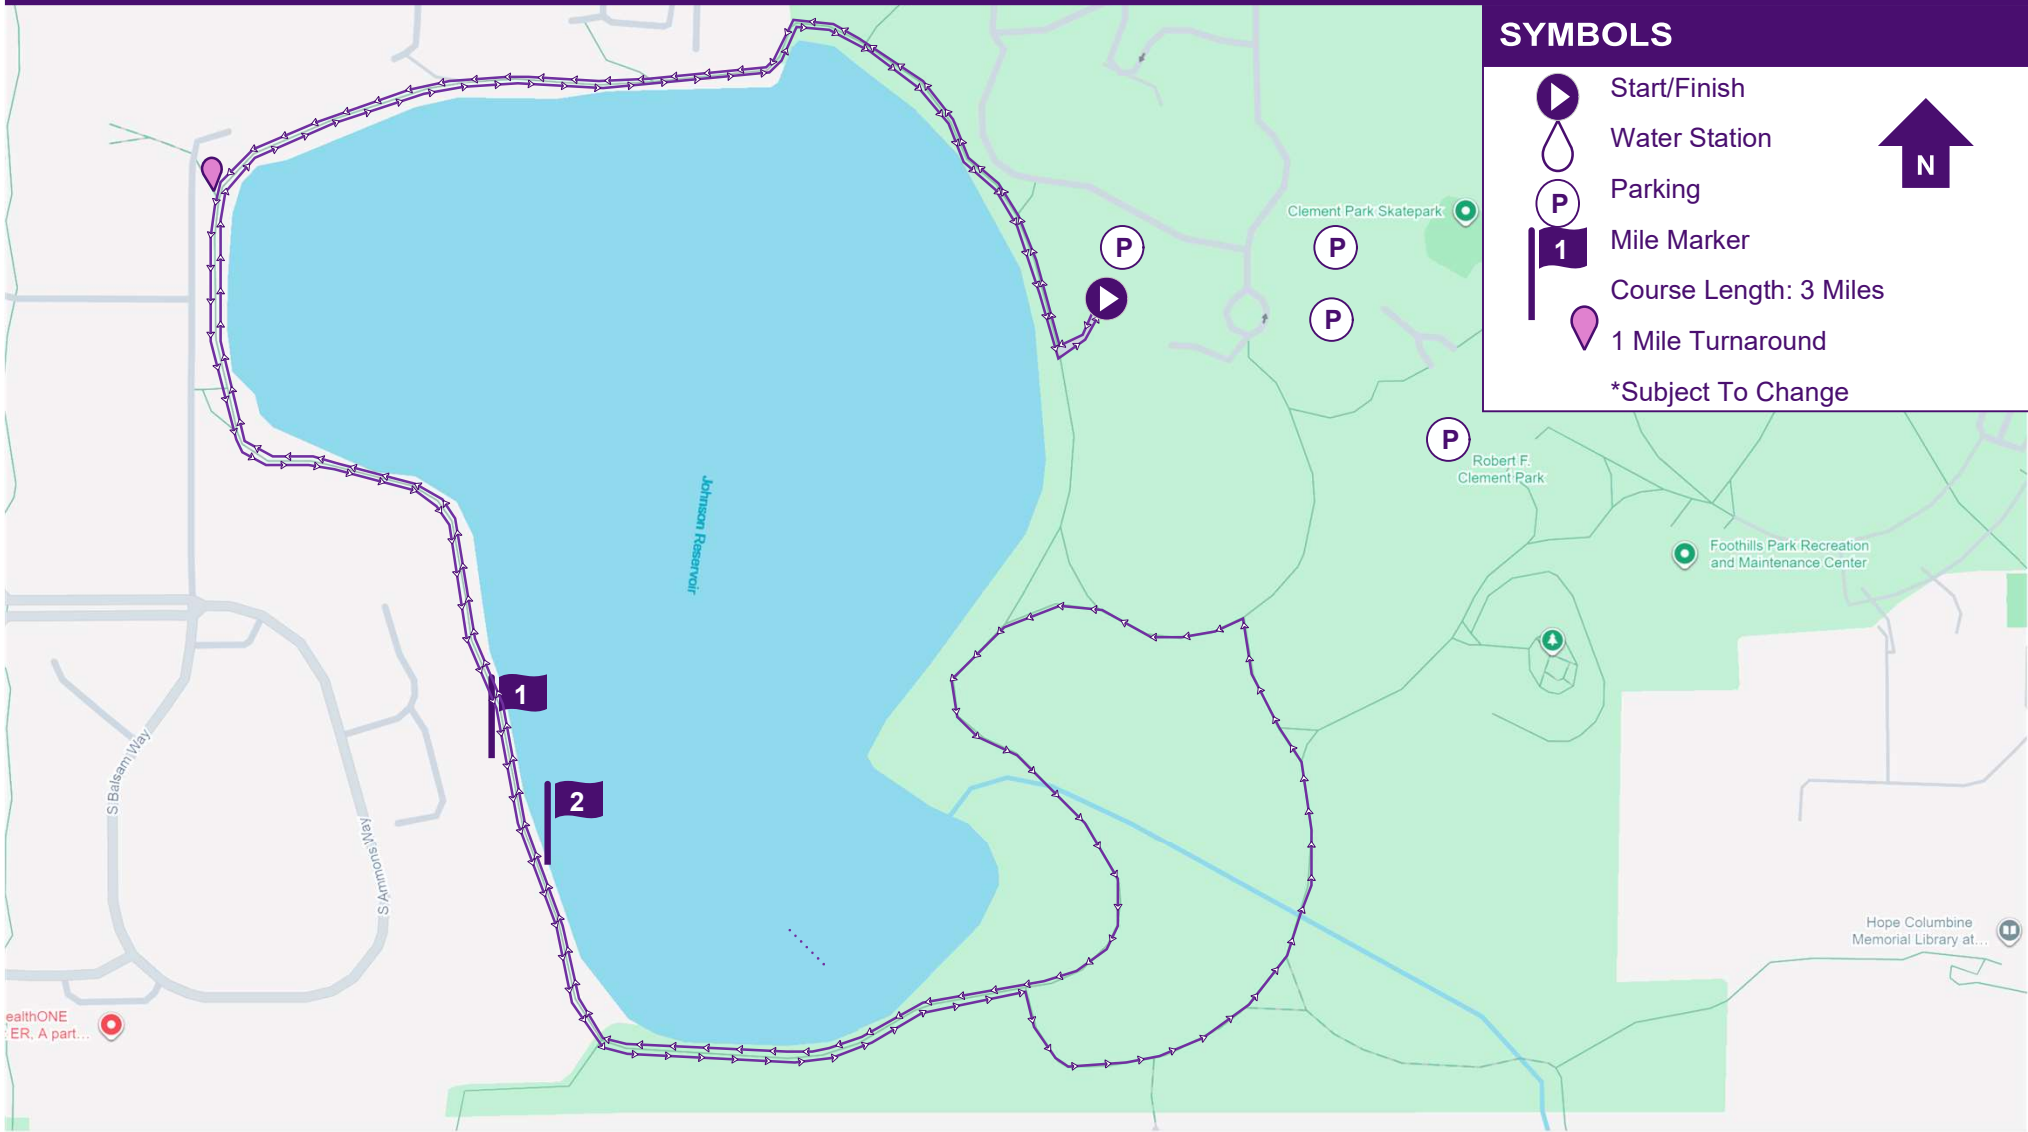 SYMBOLS
Start/Finish
Water Station
N
P
Parking
1
Mile Marker
Course Length: 3 Miles
1 Mile Turnaround
*Subject To Change
Clement Park Skatepark
P
P
P
P
Robert F.
Clement Park
Johnson Reservoir
Foothills Park Recreation
and Maintenance Center
1
2
S Balsam Way
S Ammons Way
Hope Columbine
Memorial Library at...
ealthONE
ER, A part...